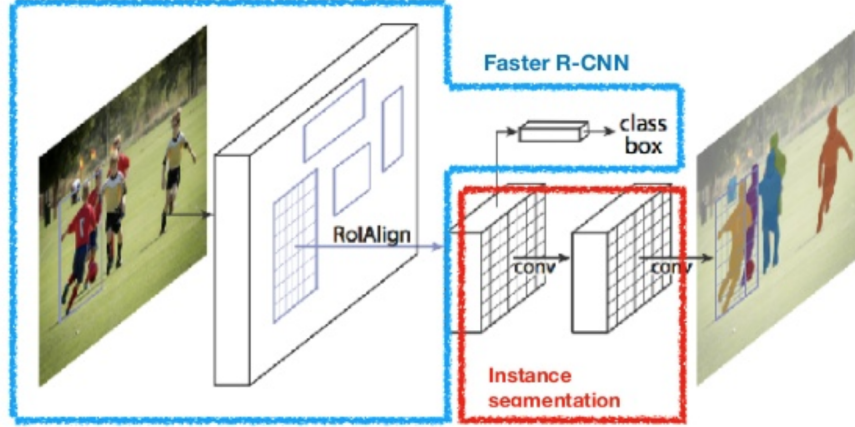 Faster R-CNN
class
box
RoIAlign
conv
conv
Instance
segmentation